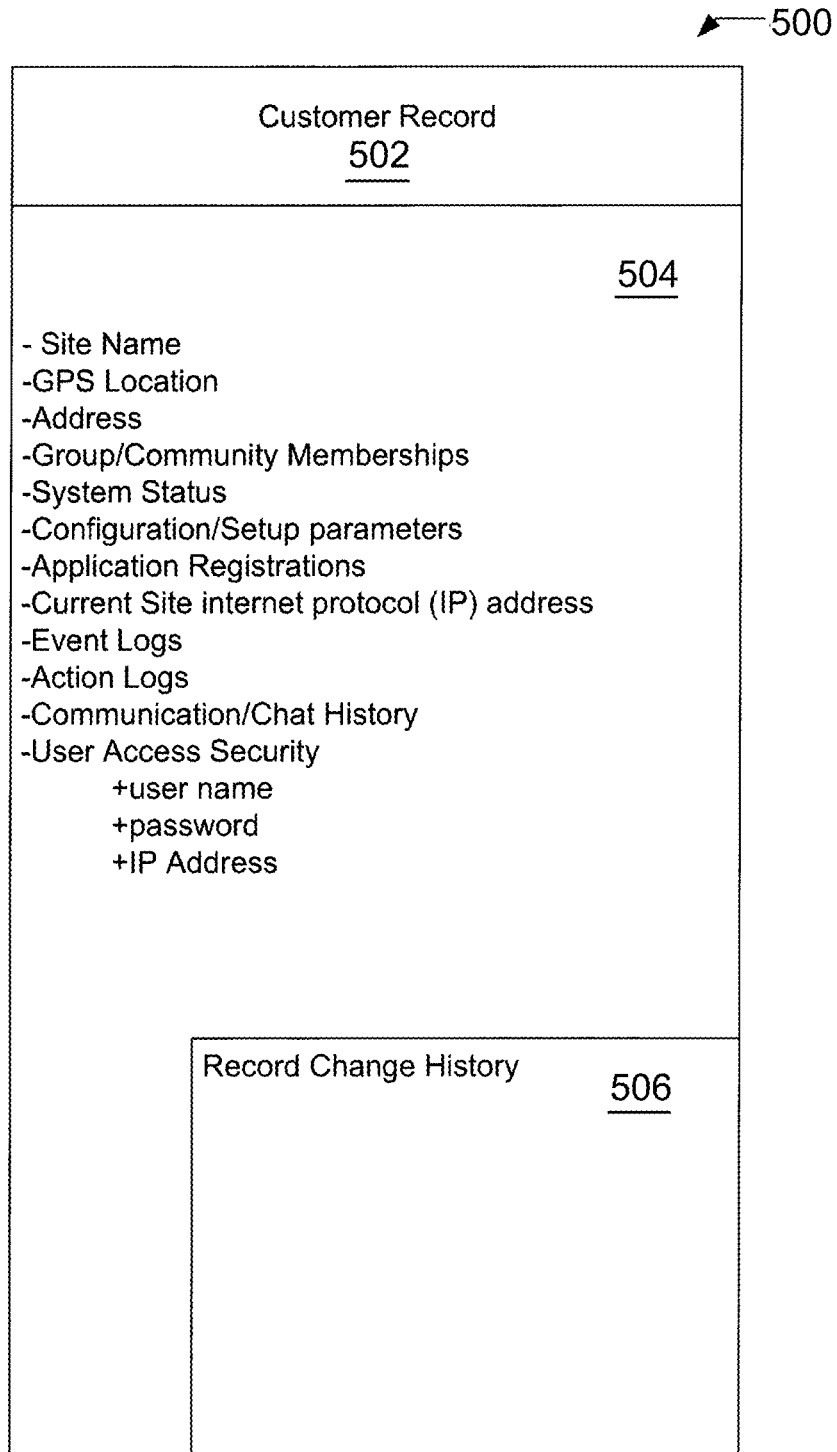 500
Customer Record
502
504
- Site Name
-GPS Location
-Address
-Group/Community Memberships
-System Status
-Configuration/Setup parameters
-Application Registrations
-Current Site internet protocol (IP) address
-Event Logs
-Action Logs
-Communication/Chat History
-User Access Security
+user name
+password
+IP Address
Record Change History
506